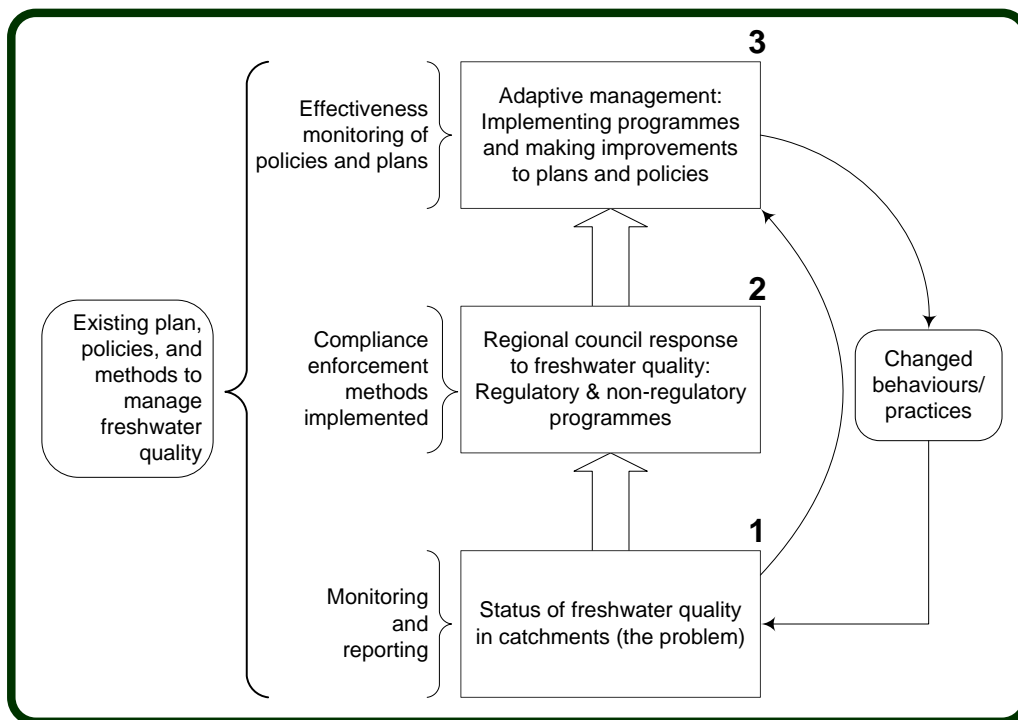 3
Effectiveness
monitoring of
policies and plans
Adaptive management:
Implementing programmes
and making improvements
to plans and policies
2
Existing plan,
policies, and
methods to
manage
freshwater
quality
Compliance
enforcement
methods
implemented
Regional council response
to freshwater quality:
Regulatory & non-regulatory
programmes
Changed
behaviours/
practices
1
Monitoring
and
reporting
Status of freshwater quality
in catchments (the problem)